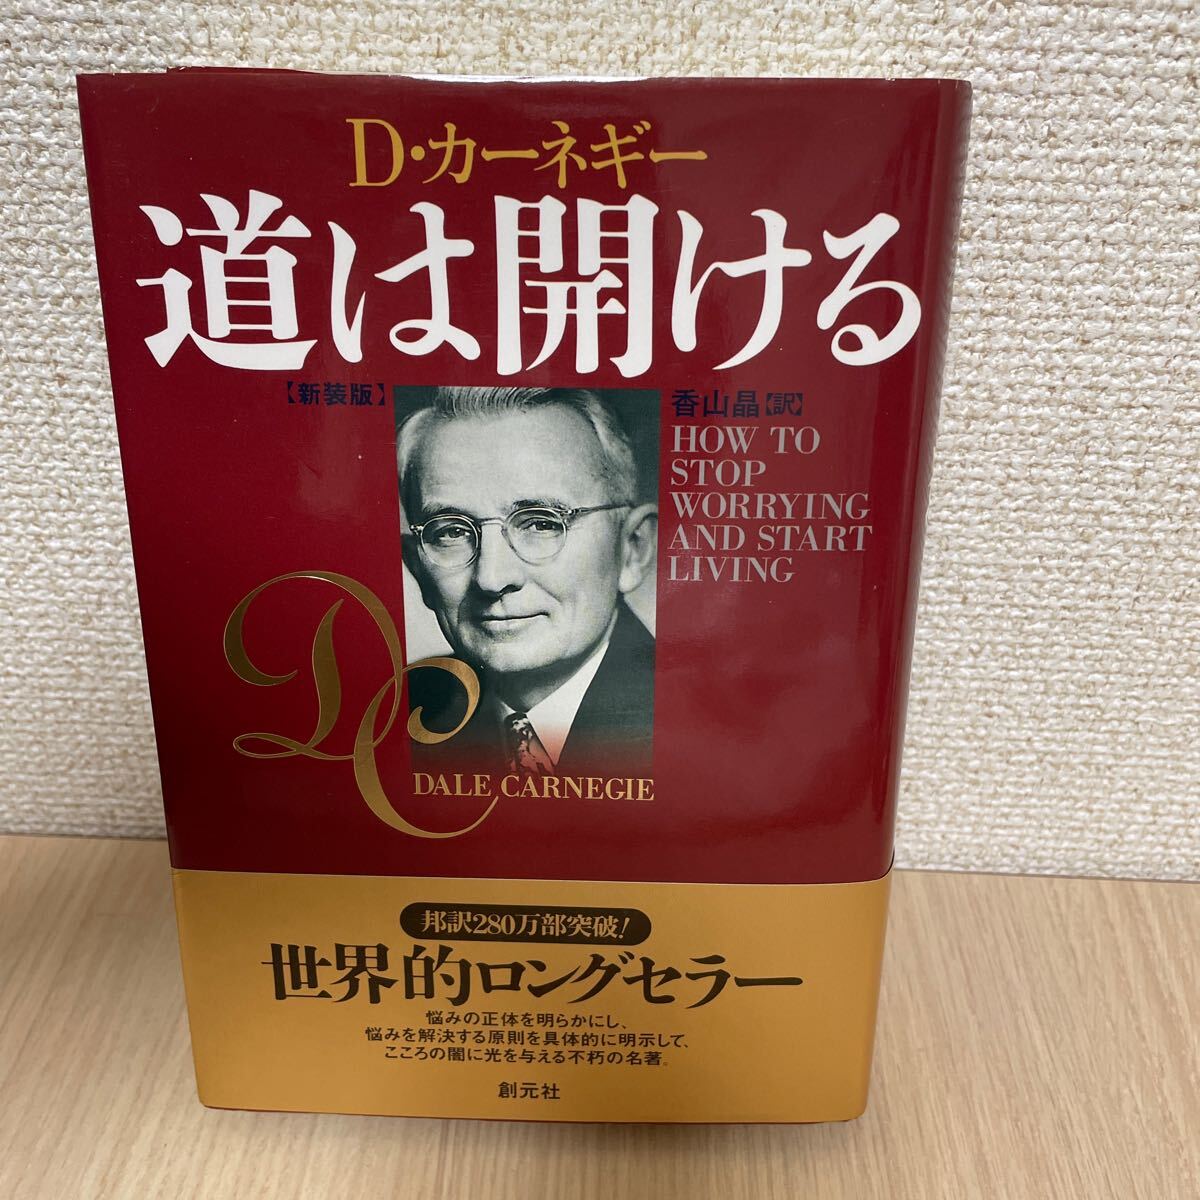 D・カーネギー
道は開ける
【新装版】
香山晶【訳】
HOW TO
STOP
WORRYING
AND START
LIVING
DC
DALE CARNEGIE
邦訳280万部突破!
世界的ロングセラー
悩みの正体を明らかにし、
悩みを解決する原則を具体的に明示して、
こころの闇に光を与える不朽の名著。
創元社